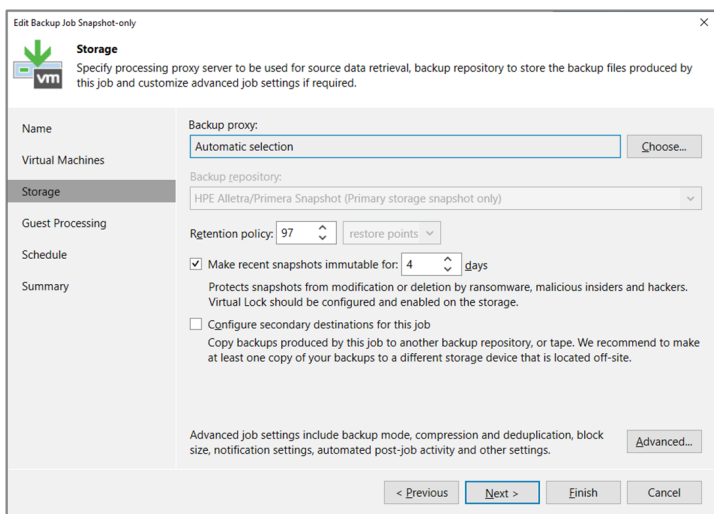 Edit Backup Job Snapshot-only
Storage
Specify processing proxy server to be used for source data retrieval, backup repository to store the backup files produced by
this job and customize advanced job settings if required.
vm
Name
Virtual Machines
Storage
Guest Processing
Schedule
Summary
Backup proxy:
Automatic selection
Choose...
Backup repository:
HPE Alletra/Primera Snapshot (Primary storage snapshot only)
Retention policy: 97 restore points
Make recent snapshots immutable for: 4 days
Protects snapshots from modification or deletion by ransomware, malicious insiders and hackers.
Virtual Lock should be configured and enabled on the storage.
Configure secondary destinations for this job
Copy backups produced by this job to another backup repository, or tape. We recommend to make
at least one copy of your backups to a different storage device that is located off-site.
Advanced job settings include backup mode, compression and deduplication, block
size, notification settings, automated post-job activity and other settings.
Advanced...
< Previous
Next >
Finish
Cancel